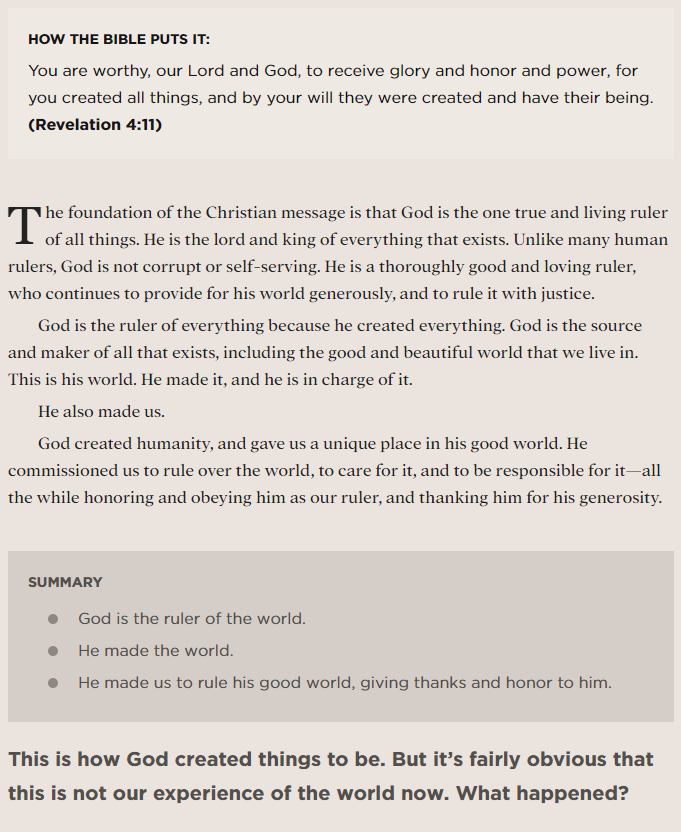 HOW THE BIBLE PUTS IT:
You are worthy, our Lord and God, to receive glory and honor and power, for
you created all things, and by your will they were created and have their being.
(Revelation 4:11)
The foundation of the Christian message is that God is the one true and living ruler
of all things. He is the lord and king of everything that exists. Unlike many human
rulers, God is not corrupt or self-serving. He is a thoroughly good and loving ruler,
who continues to provide for his world generously, and to rule it with justice.
God is the ruler of everything because he created everything. God is the source
and maker of all that exists, including the good and beautiful world that we live in.
This is his world. He made it, and he is in charge of it.
He also made us.
God created humanity, and gave us a unique place in his good world. He
commissioned us to rule over the world, to care for it, and to be responsible for it—all
the while honoring and obeying him as our ruler, and thanking him for his generosity.
SUMMARY
● God is the ruler of the world.
● He made the world.
● He made us to rule his good world, giving thanks and honor to him.
This is how God created things to be. But it’s fairly obvious that
this is not our experience of the world now. What happened?